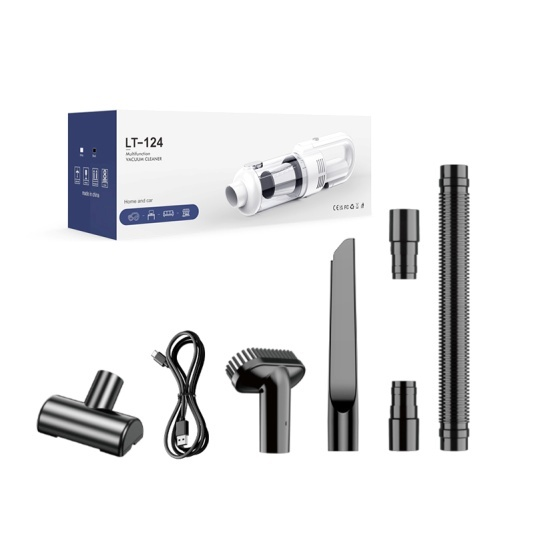 LT-124
Multifunction
VACUUM CLEANER
Home and car
made in china